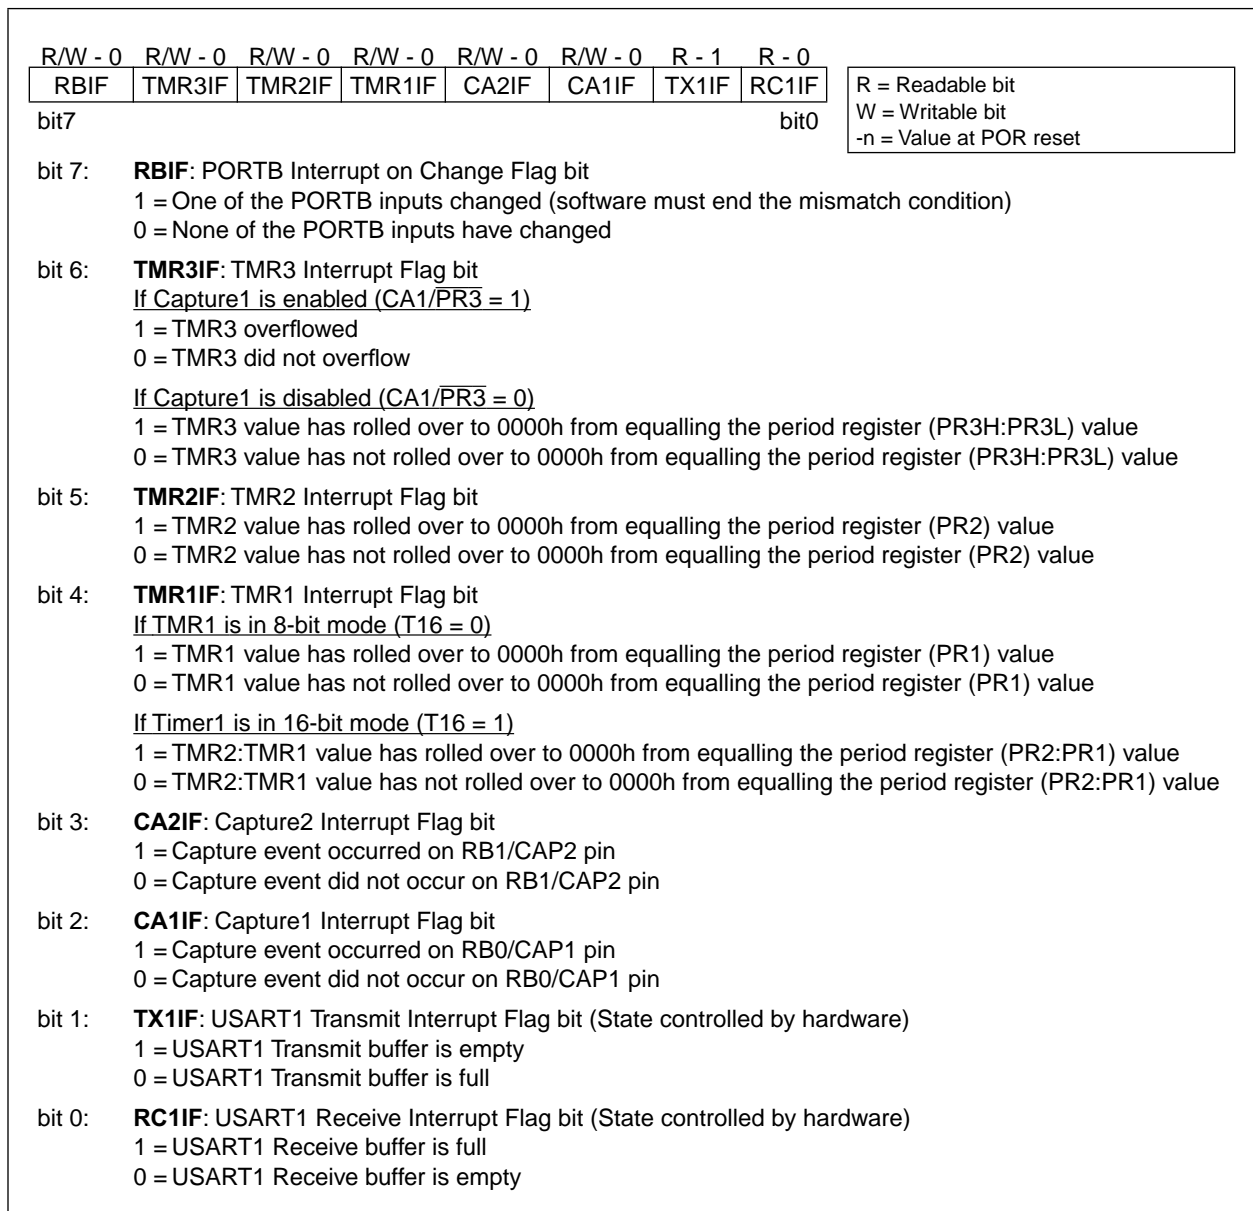 R/W - 0 R/W - 0 R/W - 0 R/W - 0 R/W - 0 R/W - 0 R - 1 R - 0
RBIF TMR3IF TMR2IF TMR1IF CA2IF CA1IF TX1IF RC1IF
bit7 bit0
R = Readable bit
W = Writable bit
-n = Value at POR reset
bit 7: RBIF: PORTB Interrupt on Change Flag bit
1 = One of the PORTB inputs changed (software must end the mismatch condition)
0 = None of the PORTB inputs have changed
bit 6: TMR3IF: TMR3 Interrupt Flag bit
If Capture1 is enabled (CA1/P̅R̅3̅ = 1)
1 = TMR3 overflowed
0 = TMR3 did not overflow
If Capture1 is disabled (CA1/P̅R̅3̅ = 0)
1 = TMR3 value has rolled over to 0000h from equalling the period register (PR3H:PR3L) value
0 = TMR3 value has not rolled over to 0000h from equalling the period register (PR3H:PR3L) value
bit 5: TMR2IF: TMR2 Interrupt Flag bit
1 = TMR2 value has rolled over to 0000h from equalling the period register (PR2) value
0 = TMR2 value has not rolled over to 0000h from equalling the period register (PR2) value
bit 4: TMR1IF: TMR1 Interrupt Flag bit
If TMR1 is in 8-bit mode (T16 = 0)
1 = TMR1 value has rolled over to 0000h from equalling the period register (PR1) value
0 = TMR1 value has not rolled over to 0000h from equalling the period register (PR1) value
If Timer1 is in 16-bit mode (T16 = 1)
1 = TMR2:TMR1 value has rolled over to 0000h from equalling the period register (PR2:PR1) value
0 = TMR2:TMR1 value has not rolled over to 0000h from equalling the period register (PR2:PR1) value
bit 3: CA2IF: Capture2 Interrupt Flag bit
1 = Capture event occurred on RB1/CAP2 pin
0 = Capture event did not occur on RB1/CAP2 pin
bit 2: CA1IF: Capture1 Interrupt Flag bit
1 = Capture event occurred on RB0/CAP1 pin
0 = Capture event did not occur on RB0/CAP1 pin
bit 1: TX1IF: USART1 Transmit Interrupt Flag bit (State controlled by hardware)
1 = USART1 Transmit buffer is empty
0 = USART1 Transmit buffer is full
bit 0: RC1IF: USART1 Receive Interrupt Flag bit (State controlled by hardware)
1 = USART1 Receive buffer is full
0 = USART1 Receive buffer is empty